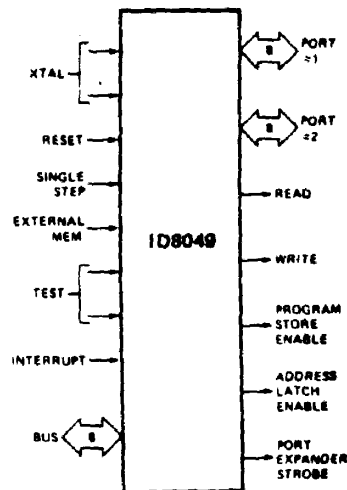 8
PORT
#1
XTAL
8
PORT
#2
RESET
READ
SINGLE
STEP
EXTERNAL
MEM
ID8049
WRITE
TEST
PROGRAM
STORE
ENABLE
INTERRUPT
ADDRESS
LATCH
ENABLE
BUS
8
PORT
EXPANDER
STROBE